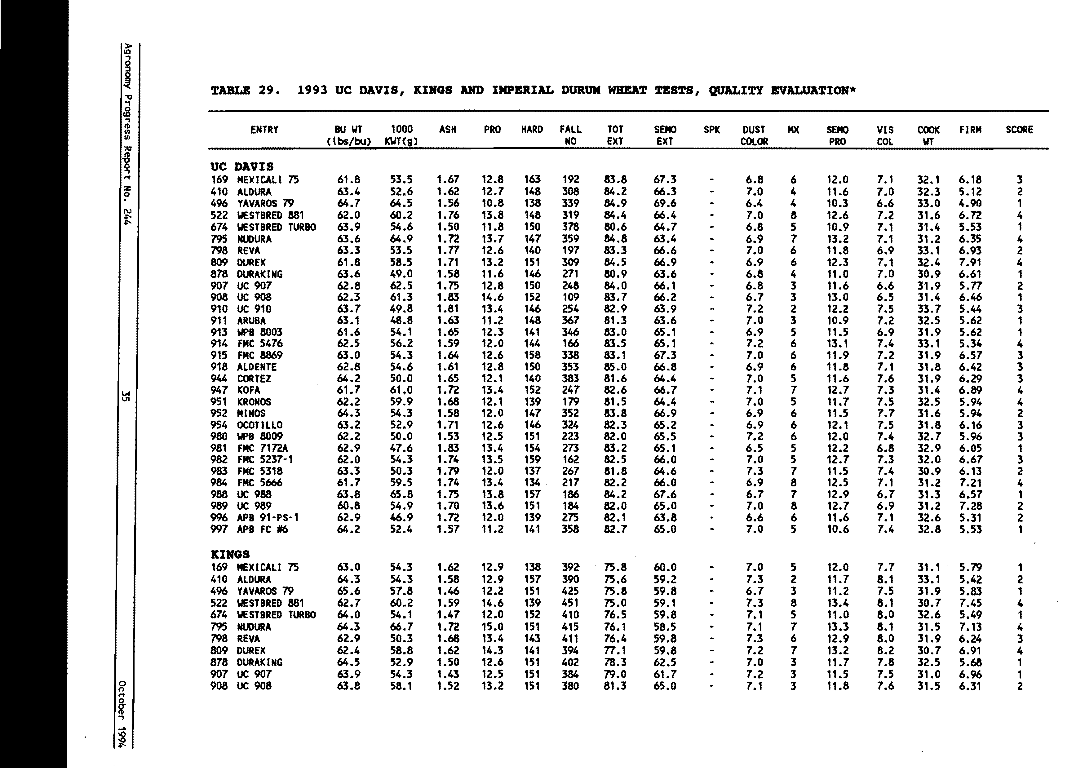 Agronomy Progress Report No. 244
35
October 1994
TABLE 29. 1993 UC DAVIS, KINGS AND IMPERIAL DURUM WHEAT TESTS, QUALITY EVALUATION*
ENTRY BU WT 1000 ASH PRO HARD FALL TOT SEMO SPK DUST MX SEMO VIS COOK FIRM SCORE
(lbs/bu) KWT(g) NO EXT EXT COLOR PRO COL WT
UC DAVIS
169 MEXICALI 75 61.8 53.5 1.67 12.8 163 192 83.8 67.3 - 6.8 6 12.0 7.1 32.1 6.18 3
410 ALDURA 63.4 52.6 1.62 12.7 148 308 84.2 66.3 - 7.0 4 11.6 7.0 32.3 5.12 2
496 YAVAROS 79 64.7 64.5 1.56 10.8 138 339 84.9 69.6 - 6.4 4 10.3 6.6 33.0 4.90 1
522 WESTBRED 881 62.0 60.2 1.76 13.8 148 319 84.4 66.4 - 7.0 8 12.6 7.2 31.6 6.72 4
674 WESTBRED TURBO 63.9 54.6 1.50 11.8 150 378 80.6 64.7 - 6.8 5 10.9 7.1 31.4 5.53 1
795 NUDURA 63.6 64.9 1.72 13.7 147 359 84.8 63.4 - 6.9 7 13.2 7.1 31.2 6.35 4
798 REVA 63.3 53.5 1.77 12.6 140 197 83.3 66.6 - 7.0 6 11.8 6.9 33.1 6.93 2
809 DUREX 61.8 58.5 1.71 13.2 151 309 84.5 66.9 - 6.9 6 12.3 7.1 32.4 7.91 4
878 DURAKING 63.6 49.0 1.58 11.6 146 271 80.9 63.6 - 6.8 4 11.0 7.0 30.9 6.61 1
907 UC 907 62.8 62.5 1.75 12.8 150 248 84.0 66.1 - 6.8 3 11.6 6.6 31.9 5.77 2
908 UC 908 62.3 61.3 1.83 14.6 152 109 83.7 66.2 - 6.7 3 13.0 6.5 31.4 6.46 1
910 UC 910 63.7 49.8 1.81 13.4 146 254 82.9 63.9 - 7.2 2 12.2 7.5 33.7 5.44 3
911 ARUBA 63.1 48.8 1.63 11.2 148 367 81.3 63.6 - 7.0 3 10.9 7.2 32.5 5.62 1
913 WPB 8003 61.6 54.1 1.65 12.3 141 346 83.0 65.1 - 6.9 5 11.5 6.9 31.9 5.62 1
914 FMC 5476 62.5 56.2 1.59 12.0 144 166 83.5 65.1 - 7.2 6 13.1 7.4 33.1 5.34 4
915 FMC 8869 63.0 54.3 1.64 12.6 158 338 83.1 67.3 - 7.0 6 11.9 7.2 31.9 6.57 3
918 ALDENTE 62.8 54.6 1.61 12.8 150 353 85.0 66.8 - 6.9 6 11.8 7.1 31.8 6.42 3
944 CORTEZ 64.2 50.0 1.65 12.1 140 383 81.6 64.4 - 7.0 5 11.6 7.6 31.9 6.29 3
947 KOFA 61.7 61.0 1.72 13.4 152 247 82.6 66.7 - 7.1 7 12.7 7.3 31.4 6.89 4
951 KRONOS 62.2 59.9 1.68 12.1 139 179 81.5 64.4 - 7.0 5 11.7 7.5 32.5 5.94 4
952 MINOS 64.3 54.3 1.58 12.0 147 352 83.8 66.9 - 6.9 6 11.5 7.7 31.6 5.94 2
954 OCOTILLO 63.2 52.9 1.71 12.6 146 324 82.3 65.2 - 6.9 6 12.1 7.5 31.8 6.16 3
980 WPB 8009 62.2 50.0 1.53 12.5 151 223 82.0 65.5 - 7.2 6 12.0 7.4 32.7 5.96 3
981 FMC 7172A 62.9 47.6 1.83 13.4 154 273 83.2 65.1 - 6.5 5 12.2 6.8 32.9 6.05 1
982 FMC 5237-1 62.0 54.3 1.74 13.5 159 162 82.5 66.0 - 7.0 5 12.7 7.3 32.0 6.67 3
983 FMC 5318 63.3 50.3 1.79 12.0 137 267 81.8 64.6 - 7.3 7 11.5 7.4 30.9 6.13 2
984 FMC 5666 61.7 59.5 1.74 13.4 134 217 82.2 66.0 - 6.9 8 12.5 7.1 31.2 7.21 4
988 UC 988 63.8 65.8 1.75 13.8 157 186 84.2 67.6 - 6.7 7 12.9 6.7 31.3 6.57 1
989 UC 989 60.8 54.9 1.70 13.6 151 184 82.0 65.0 - 7.0 8 12.7 6.9 31.2 7.28 2
996 APB 91-PS-1 62.9 46.9 1.72 12.0 139 275 82.1 63.8 - 6.6 6 11.6 7.1 32.6 5.31 2
997 APB FC #6 64.2 52.4 1.57 11.2 141 358 82.7 65.0 - 7.0 5 10.6 7.4 32.8 5.53 1
KINGS
169 MEXICALI 75 63.0 54.3 1.62 12.9 138 392 75.8 60.0 - 7.0 5 12.0 7.7 31.1 5.79 1
410 ALDURA 64.3 54.3 1.58 12.9 157 390 75.6 59.2 - 7.3 2 11.7 8.1 33.1 5.42 2
496 YAVAROS 79 65.6 57.8 1.46 12.2 151 425 75.8 59.8 - 6.7 3 11.2 7.5 31.9 5.83 1
522 WESTBRED 881 62.7 60.2 1.59 14.6 139 451 75.0 59.1 - 7.3 8 13.4 8.1 30.7 7.45 4
674 WESTBRED TURBO 64.0 54.1 1.47 12.0 152 410 76.5 59.8 - 7.1 5 11.0 8.0 32.6 5.49 1
795 NUDURA 64.3 66.7 1.72 15.0 151 415 76.1 58.5 - 7.1 7 13.3 8.1 31.5 7.13 4
798 REVA 62.9 50.3 1.68 13.4 143 411 76.4 59.8 - 7.3 6 12.9 8.0 31.9 6.24 3
809 DUREX 62.4 58.8 1.62 14.3 141 394 77.1 59.8 - 7.2 7 13.2 8.2 30.7 6.91 4
878 DURAKING 64.5 52.9 1.50 12.6 151 402 78.3 62.5 - 7.0 3 11.7 7.8 32.5 5.68 1
907 UC 907 63.9 54.3 1.43 12.5 151 384 79.0 61.7 - 7.2 3 11.5 7.5 31.0 6.96 1
908 UC 908 63.8 58.1 1.52 13.2 151 380 81.3 65.0 - 7.1 3 11.8 7.6 31.5 6.31 2